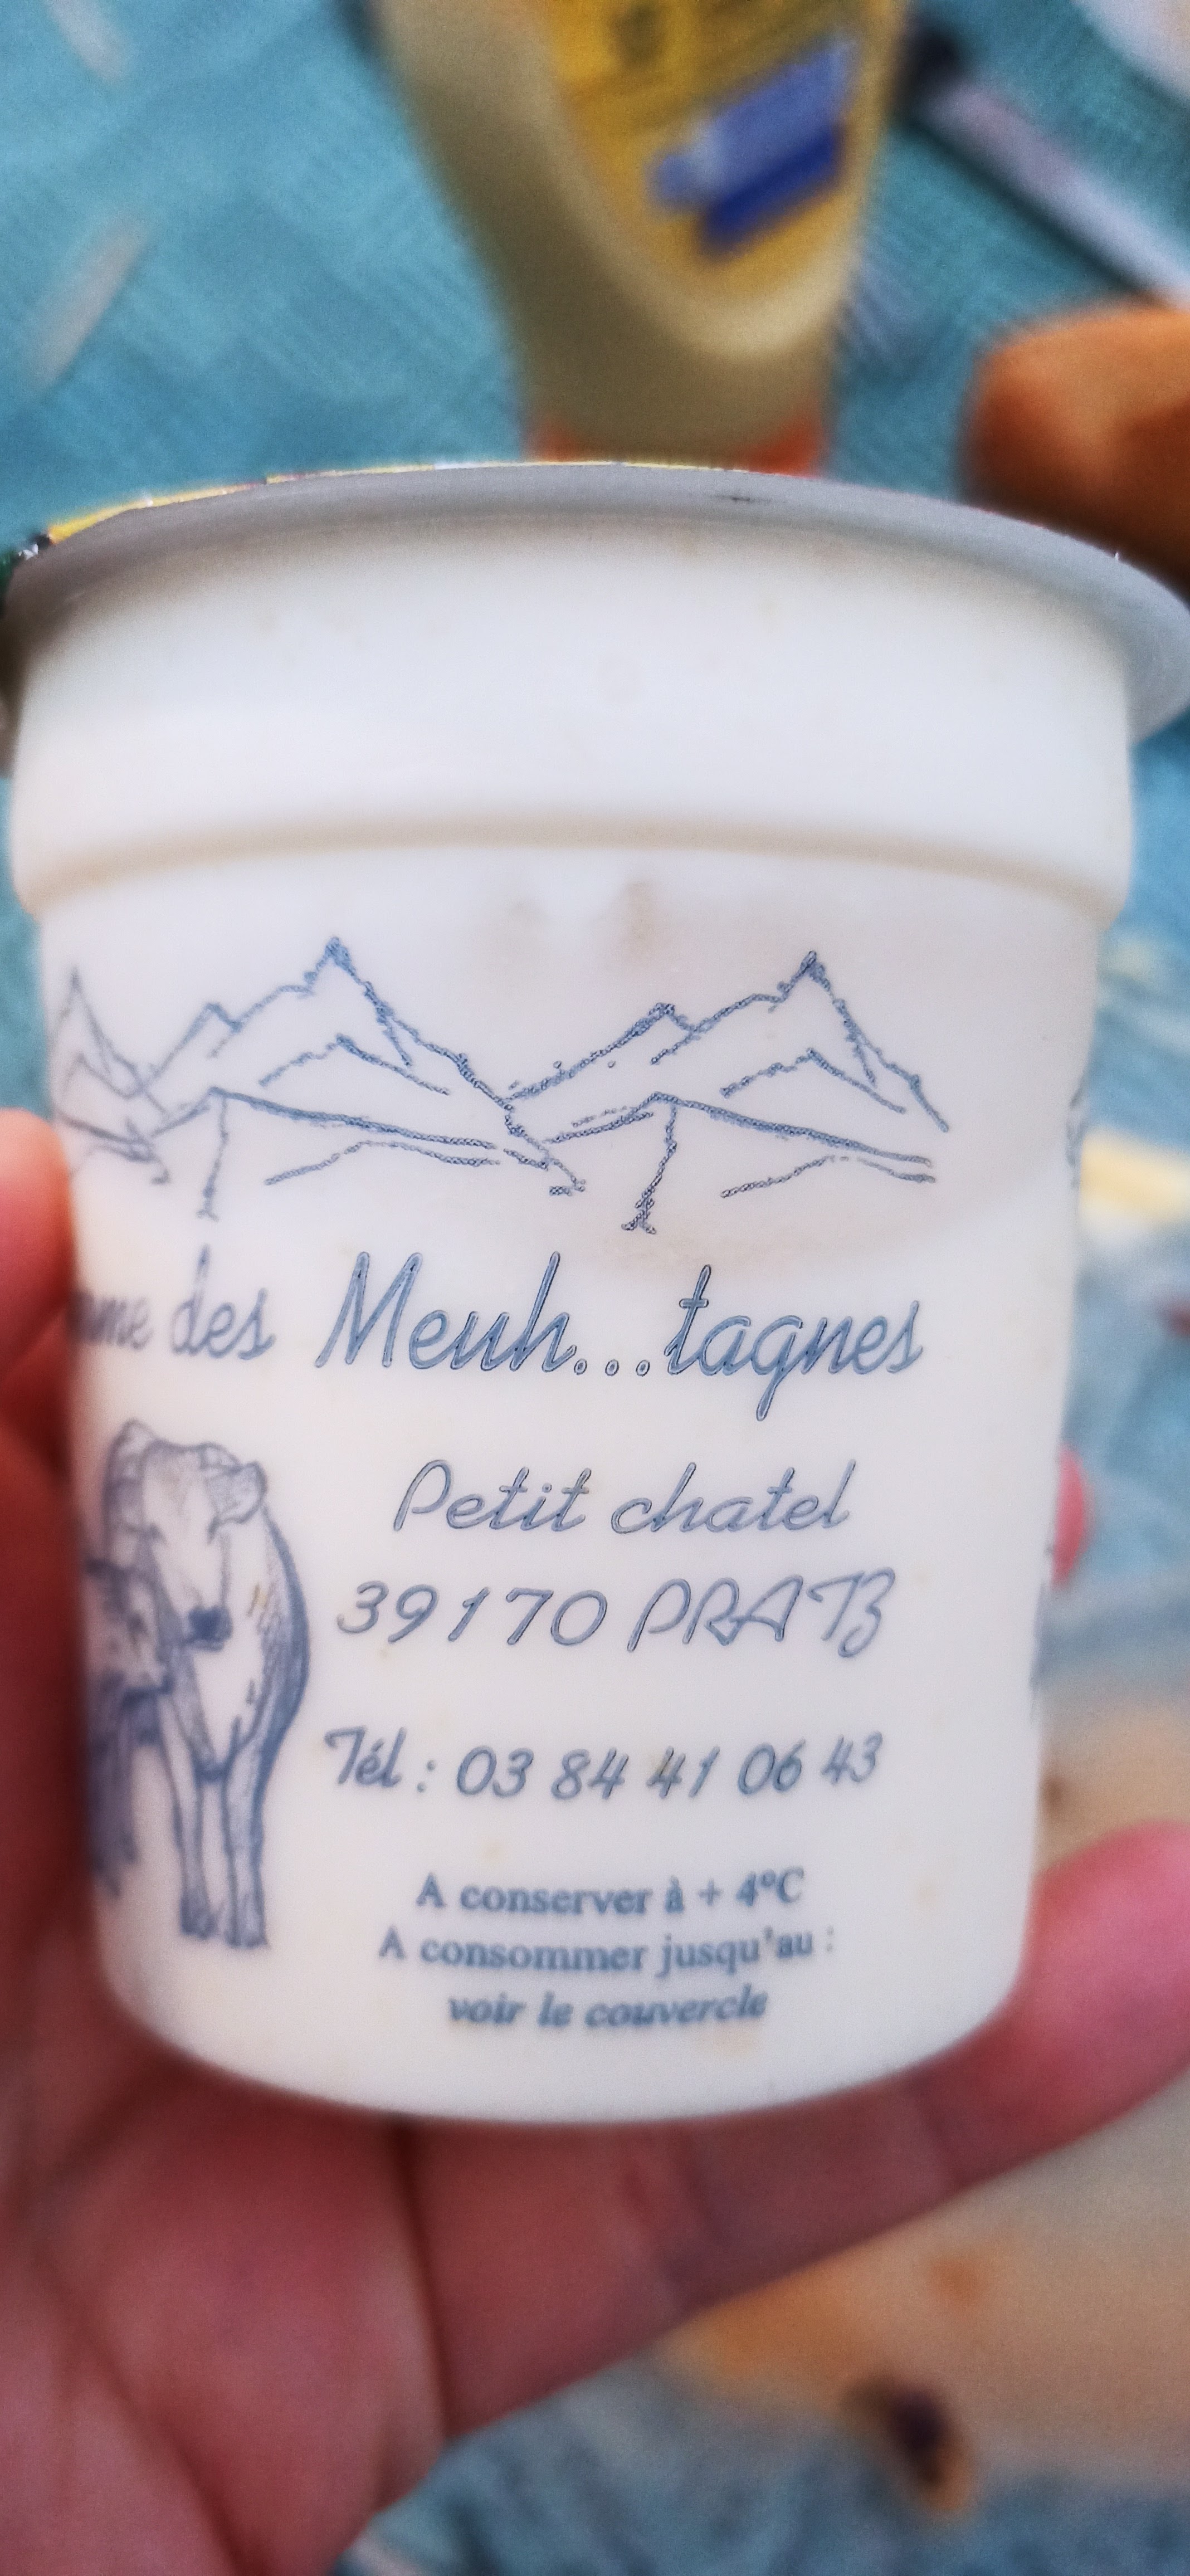 des Meuh...tagnes
Petit chatel
39170 PRATZ
Tél : 03 84 41 06 43
A conserver à + 4°C
A consommer jusqu'au :
voir le couvercle